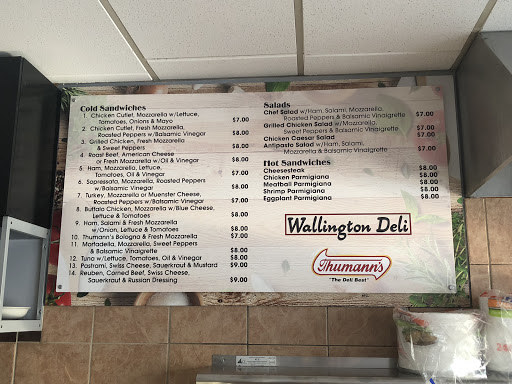 Cold Sandwiches
1. Chicken Cutlet, Mozzarella w/Lettuce,
Tomatoes, Onions & Mayo $7.00
2. Chicken Cutlet, Fresh Mozzarella,
Roasted Peppers w/Balsamic Vinegar $8.00
3. Grilled Chicken, Fresh Mozzarella
& Sweet Peppers $8.00
4. Roast Beef, American Cheese
or Fresh Mozzarella w/Oil & Vinegar $8.00
5. Ham, Mozzarella, Lettuce,
Tomatoes, Oil & Vinegar $7.00
6. Sopressata, Mozzarella, Roasted Peppers
w/Balsamic Vinegar $8.00
7. Turkey, Mozzarella or Muenster Cheese,
Roasted Peppers w/Balsamic Vinegar $7.00
8. Buffalo Chicken, Mozzarella w/Blue Cheese,
Lettuce & Tomatoes $8.00
9. Ham, Salami & Fresh Mozzarella
w/Onion, Lettuce & Tomatoes $8.00
10. Thumann's Bologna & Fresh Mozzarella $7.00
11. Mortadella, Mozzarella, Sweet Peppers
& Balsamic Vinaigrette $8.00
12. Tuna w/Lettuce, Tomatoes, Oil & Vinegar $8.00
13. Pastrami, Swiss Cheese, Sauerkraut & Mustard $9.00
14. Reuben, Corned Beef, Swiss Cheese,
Sauerkraut & Russian Dressing $9.00
Salads
Chef Salad w/Ham, Salami, Mozzarella,
Roasted Peppers & Balsamic Vinaigrette $7.00
Grilled Chicken Salad w/Mozzarella,
Sweet Peppers & Balsamic Vinaigrette $7.00
Chicken Caesar Salad $7.00
Antipasto Salad w/Ham, Salami,
Mozzarella & Balsamic Vinaigrette $7.00
Hot Sandwiches
Cheesesteak $8.00
Chicken Parmigiana $8.00
Meatball Parmigiana $8.00
Shrimp Parmigiana $8.00
Eggplant Parmigiana $8.00
Wallington Deli
Thumann's
"The Deli Best"